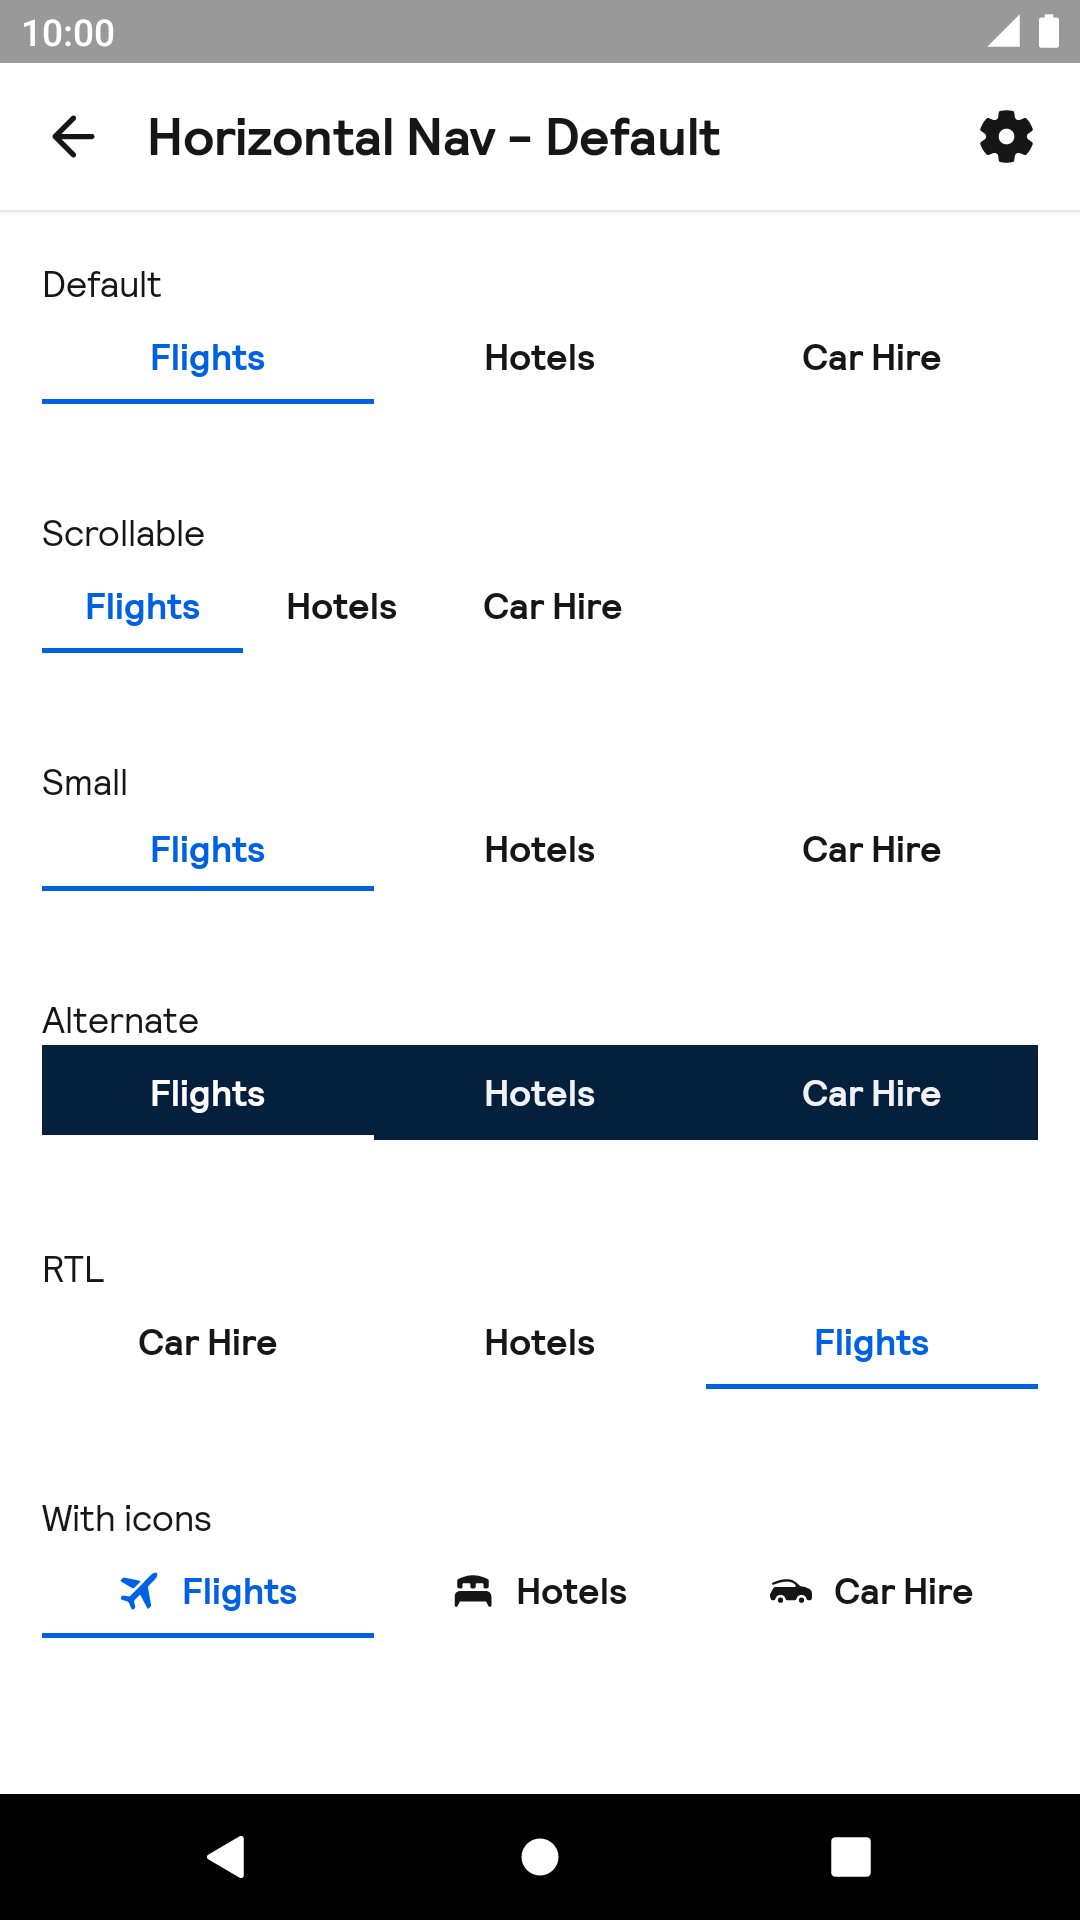 10:00
Horizontal Nav – Default
Default
Flights Hotels Car Hire
Scrollable
Flights Hotels Car Hire
Small
Flights Hotels Car Hire
Alternate
Flights Hotels Car Hire
RTL
Car Hire Hotels Flights
With icons
Flights Hotels Car Hire